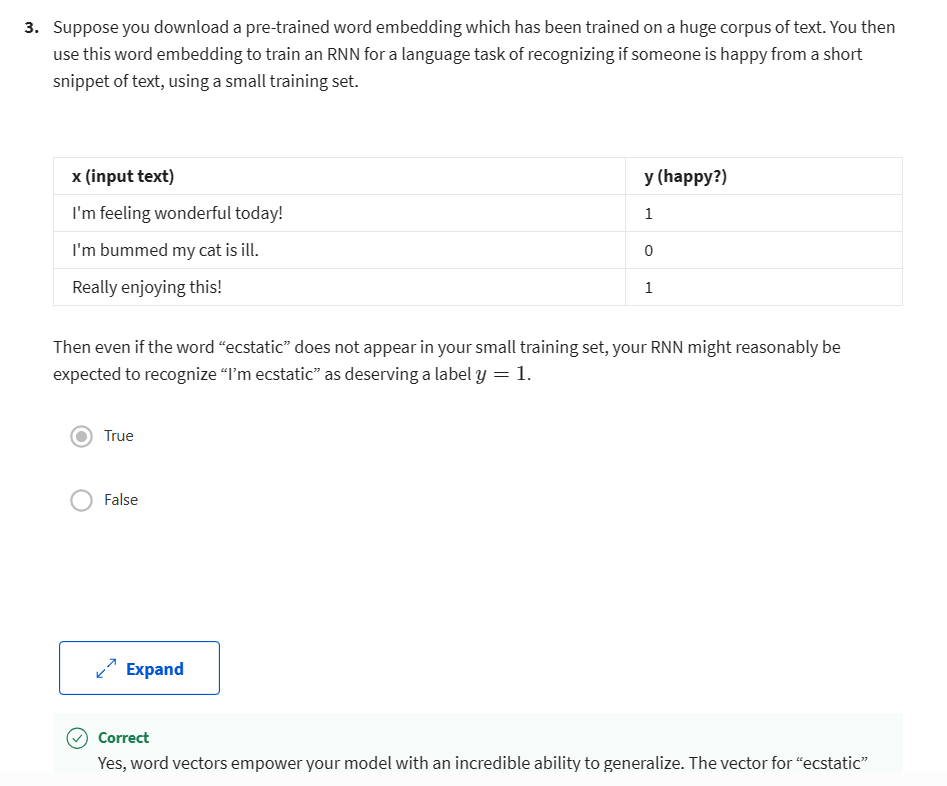 3. Suppose you download a pre-trained word embedding which has been trained on a huge corpus of text. You then
use this word embedding to train an RNN for a language task of recognizing if someone is happy from a short
snippet of text, using a small training set.
x (input text) y (happy?)
I'm feeling wonderful today! 1
I'm bummed my cat is ill. 0
Really enjoying this! 1
Then even if the word “ecstatic” does not appear in your small training set, your RNN might reasonably be
expected to recognize “I’m ecstatic” as deserving a label y = 1.
True
False
Expand
Correct
Yes, word vectors empower your model with an incredible ability to generalize. The vector for “ecstatic”